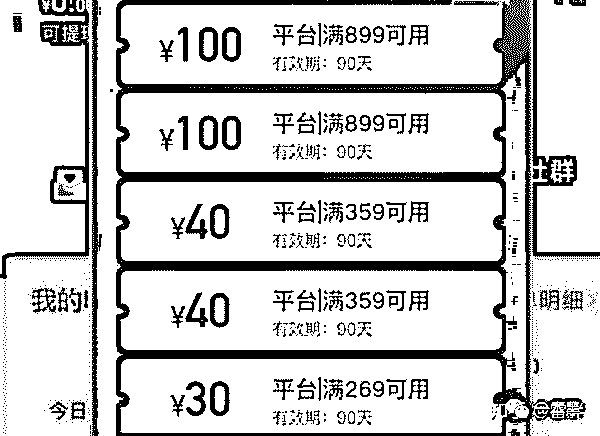 ¥0.00
可提现
¥100
平台|满899可用
有效期：90天
¥100
平台|满899可用
有效期：90天
社群
¥40
平台|满359可用
有效期：90天
我的
明细
¥40
平台|满359可用
有效期：90天
今日
¥30
平台|满269可用
有效期：90天